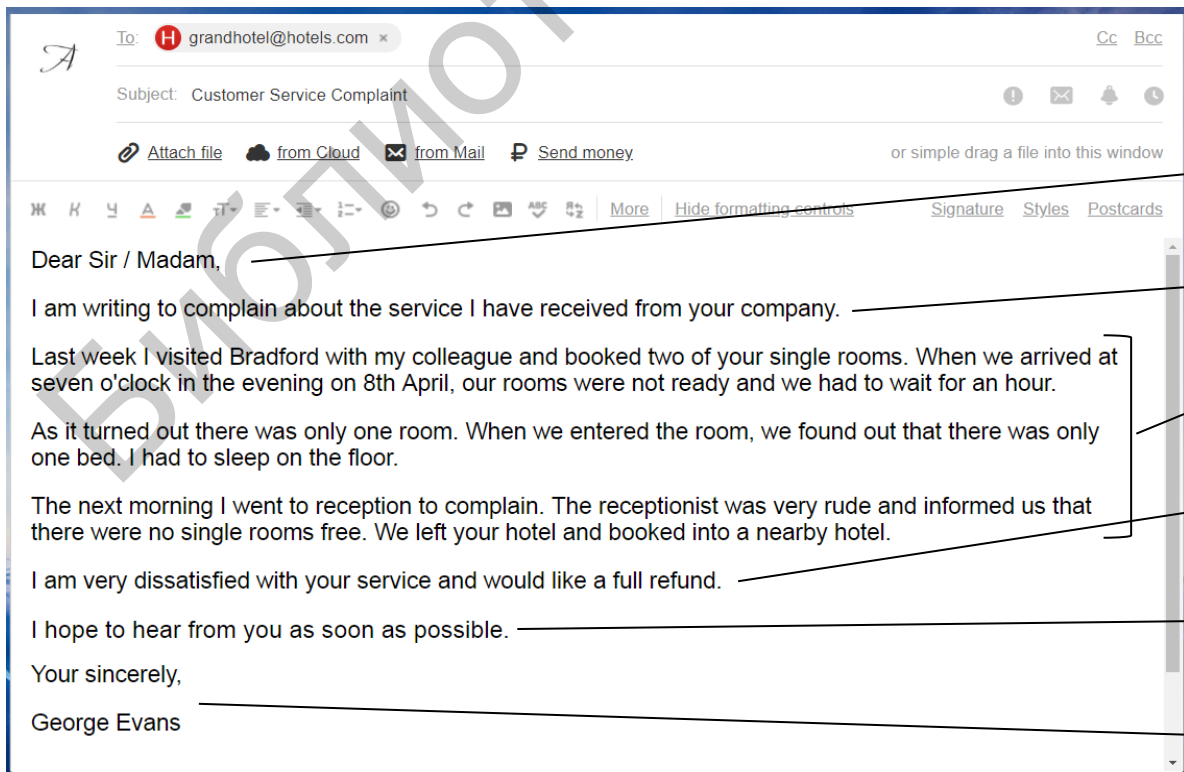 To: H grandhotel@hotels.com × Cc Bcc
A
Subject: Customer Service Complaint
Attach file from Cloud from Mail Send money or simple drag a file into this window
Ж К Ч A тT ABC More Hide formatting controls Signature Styles Postcards
Dear Sir / Madam,
I am writing to complain about the service I have received from your company.
Last week I visited Bradford with my colleague and booked two of your single rooms. When we arrived at
seven o'clock in the evening on 8th April, our rooms were not ready and we had to wait for an hour.
As it turned out there was only one room. When we entered the room, we found out that there was only
one bed. I had to sleep on the floor.
The next morning I went to reception to complain. The receptionist was very rude and informed us that
there were no single rooms free. We left your hotel and booked into a nearby hotel.
I am very dissatisfied with your service and would like a full refund.
I hope to hear from you as soon as possible.
Your sincerely,
George Evans
Библиот